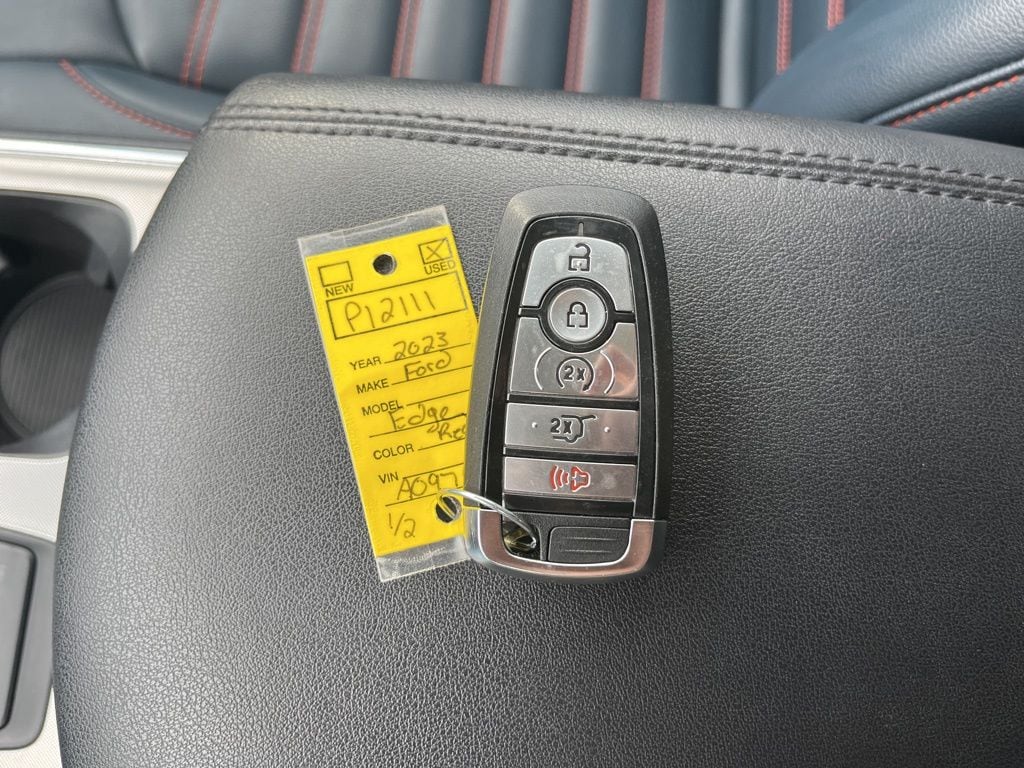 NEW
USED
P12111
YEAR 2023
MAKE Ford
MODEL Edge
COLOR
VIN A097
1/2
2x
2x